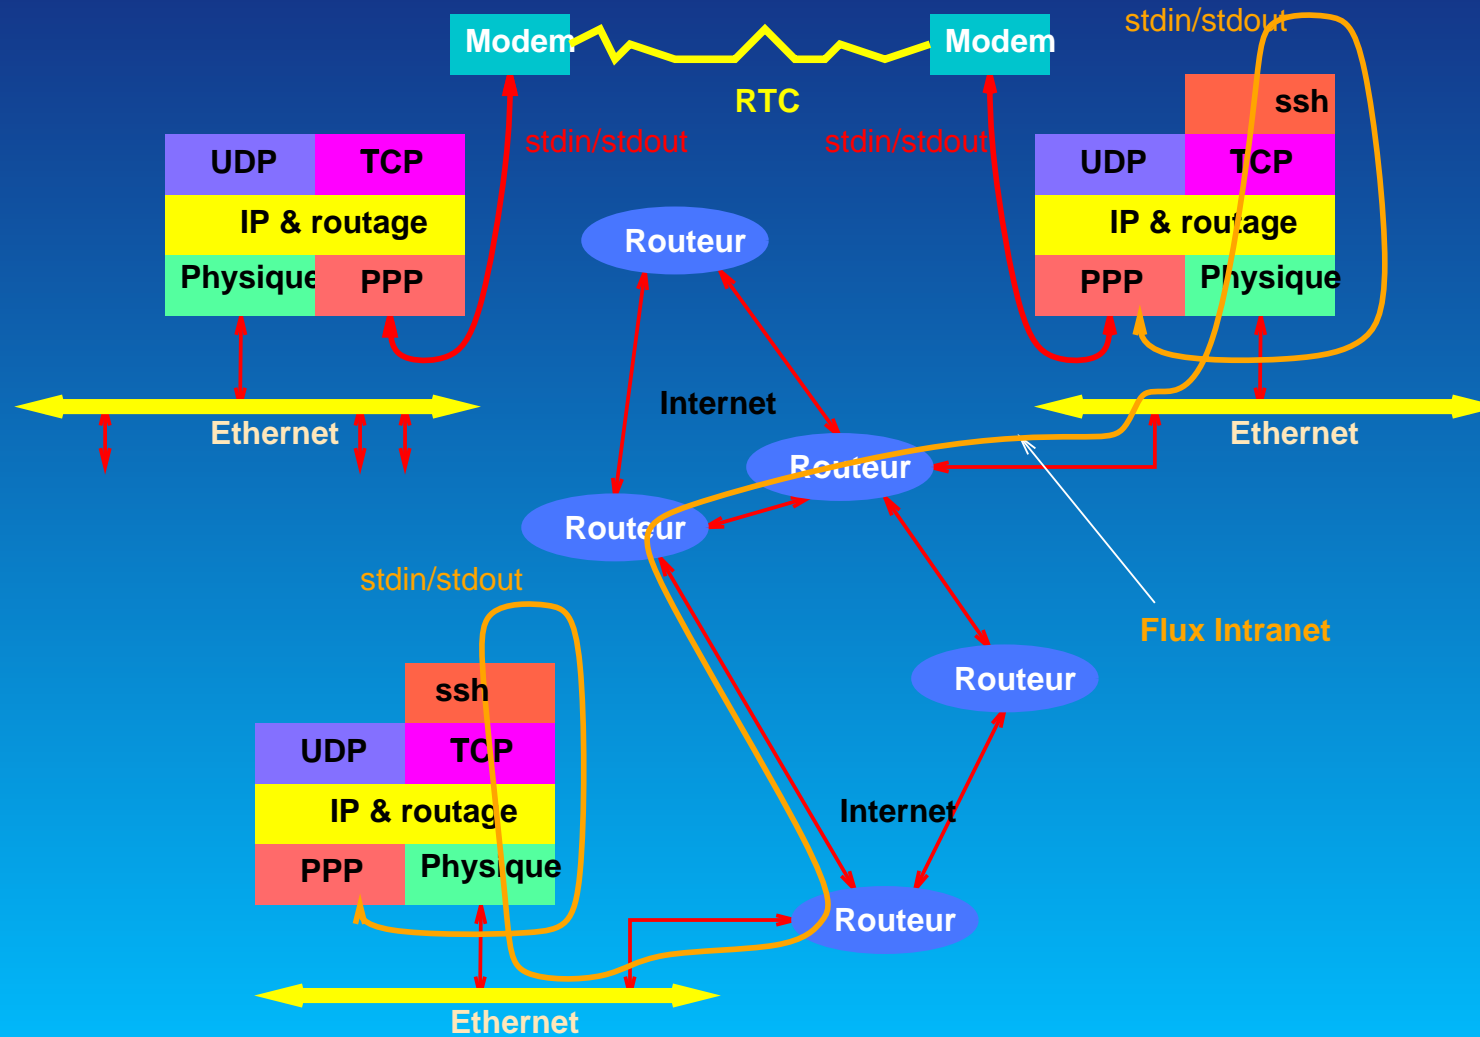 stdin/stdout
Modem
Modem
RTC
ssh
stdin/stdout
stdin/stdout
UDP
TCP
UDP
TCP
IP & routage
IP & routage
Routeur
Physique
PPP
PPP
Physique
Internet
Ethernet
Ethernet
Routeur
Routeur
stdin/stdout
Flux Intranet
Routeur
ssh
UDP
TCP
IP & routage
Internet
PPP
Physique
Routeur
Ethernet